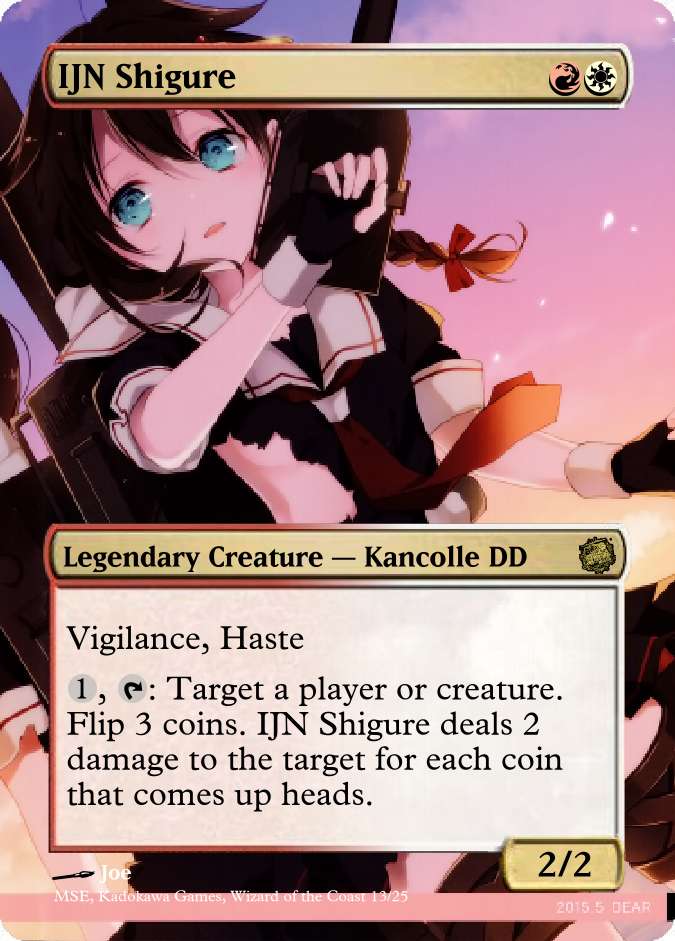 IJN Shigure
Legendary Creature — Kancolle DD
Vigilance, Haste
1, : Target a player or creature.
Flip 3 coins. IJN Shigure deals 2
damage to the target for each coin
that comes up heads.
2/2
Joe
MSE, Kadokawa Games, Wizard of the Coast 13/25
2015.5 DEAR